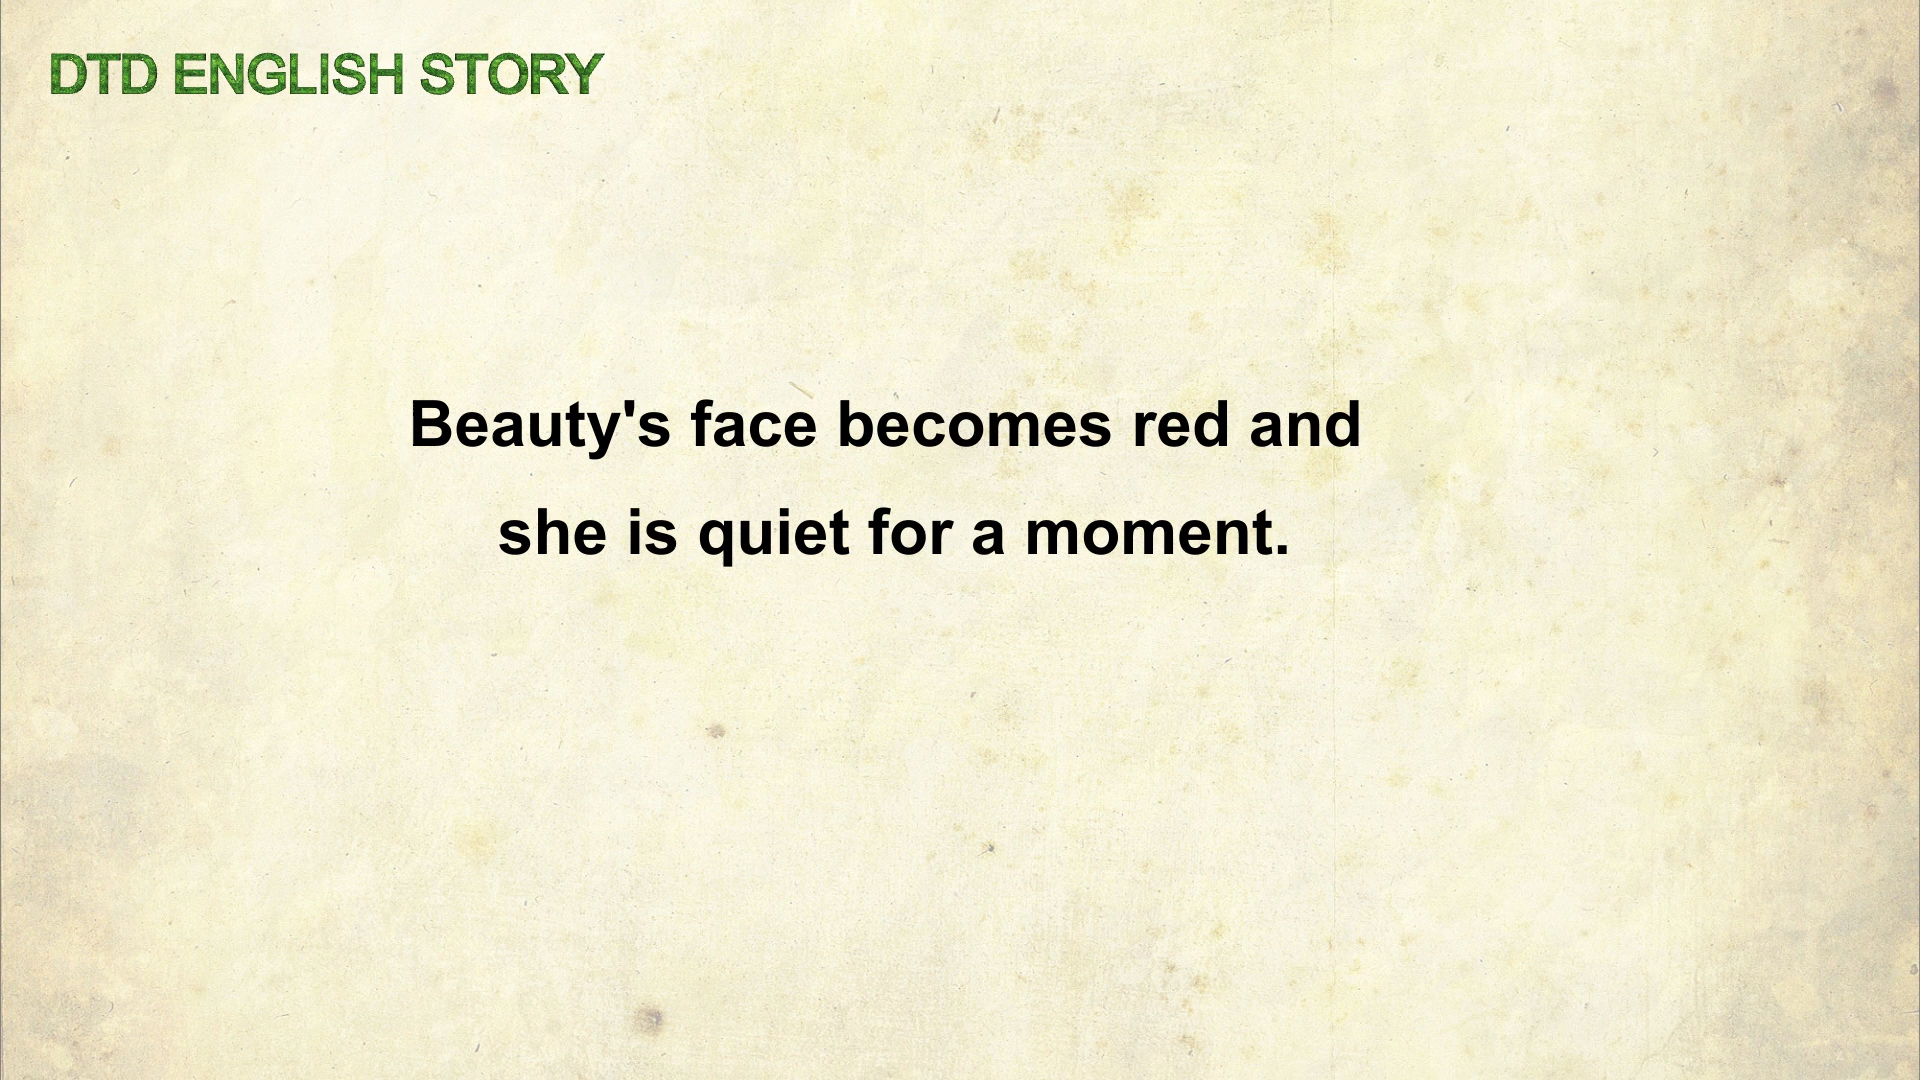 DTD ENGLISH STORY
Beauty's face becomes red and
she is quiet for a moment.